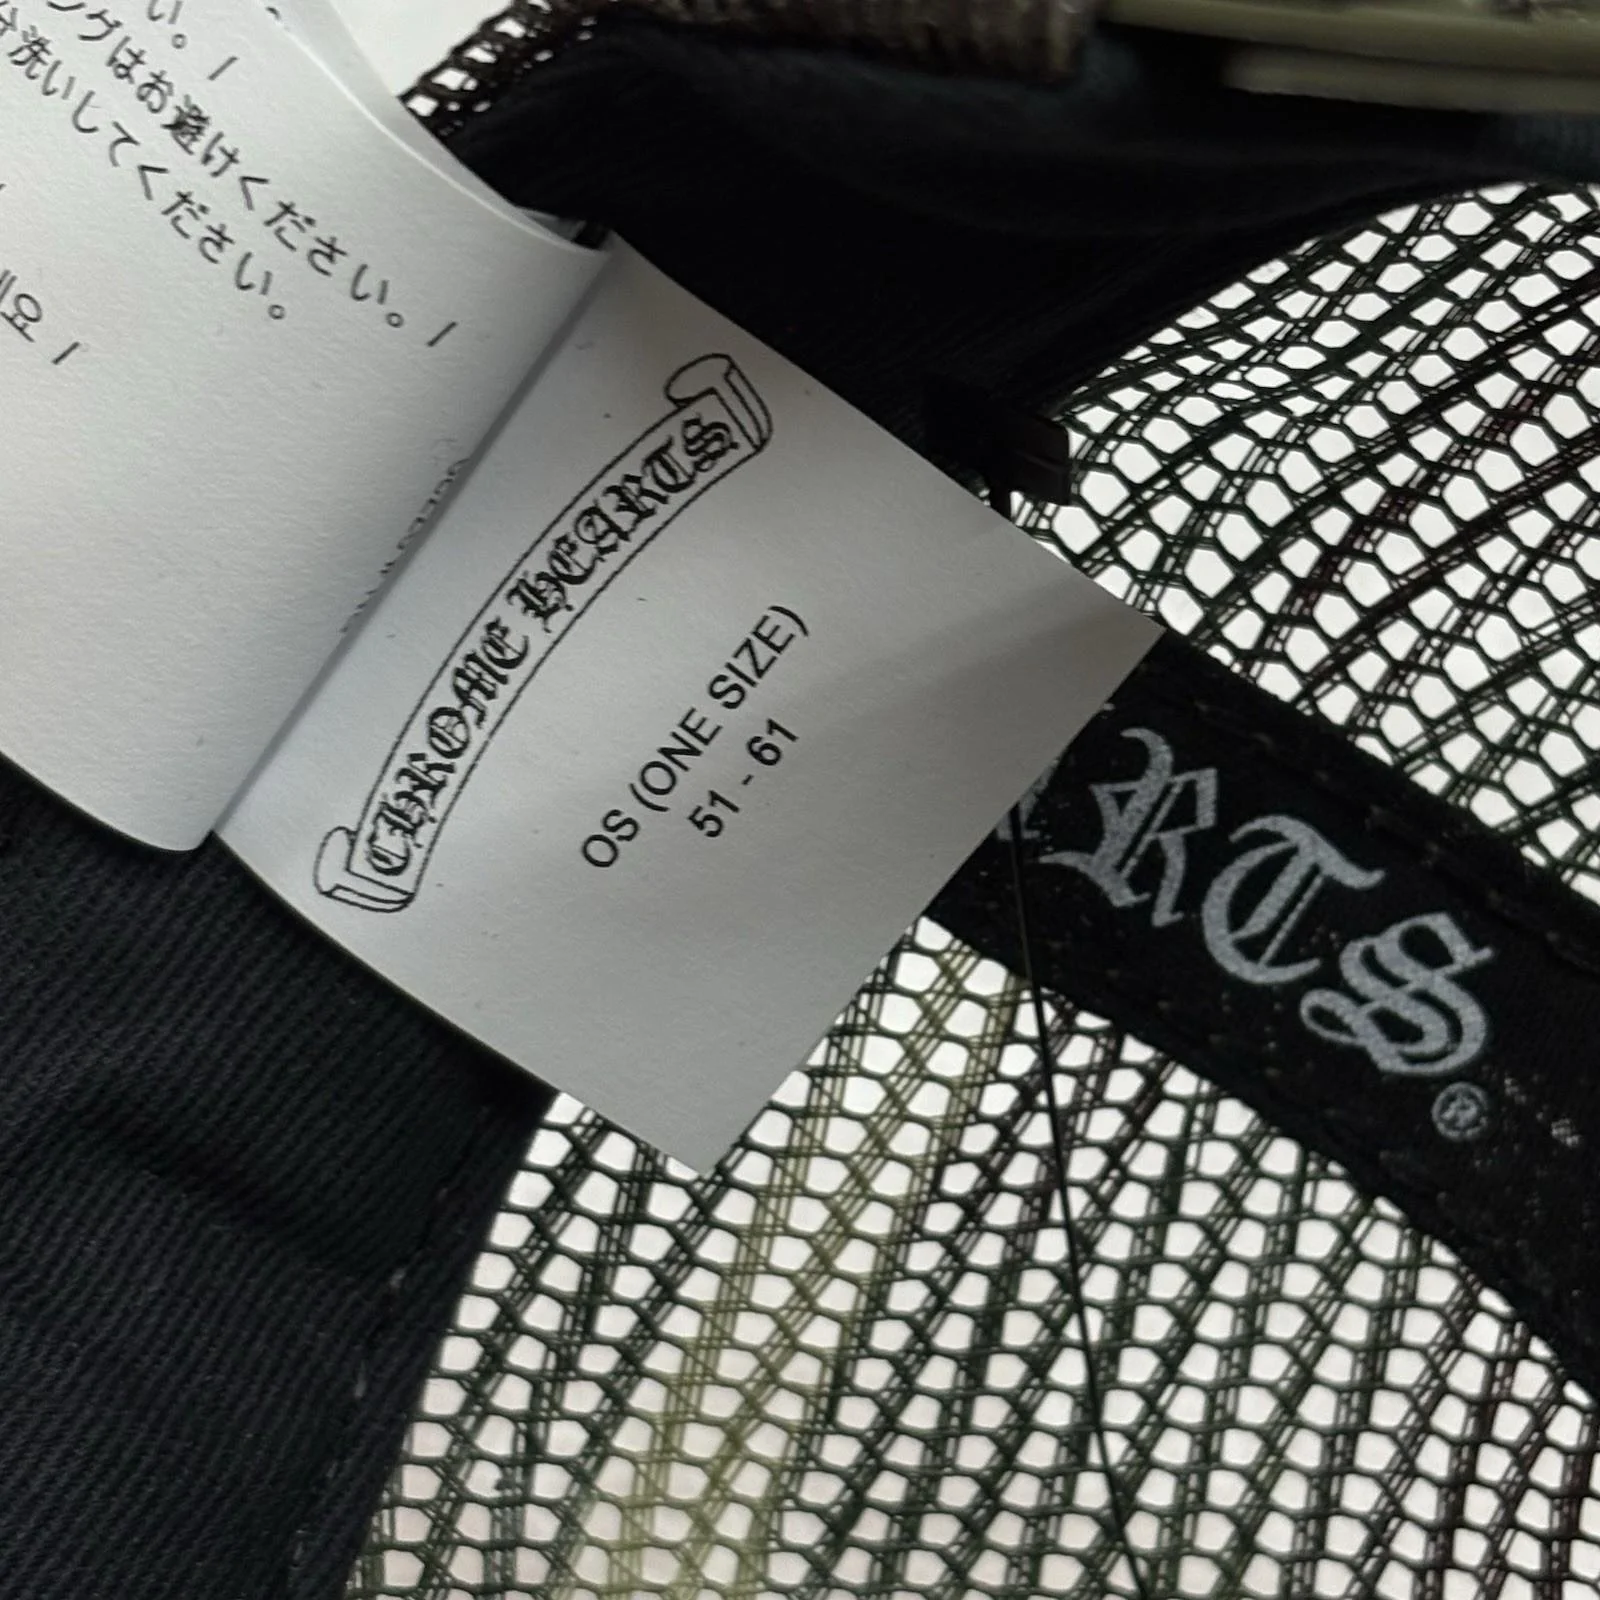 い。/
ングはお避けください。/
分洗いしてください。
요 /
CHROME HEARTS
OS (ONE SIZE)
51 - 61
RTS®